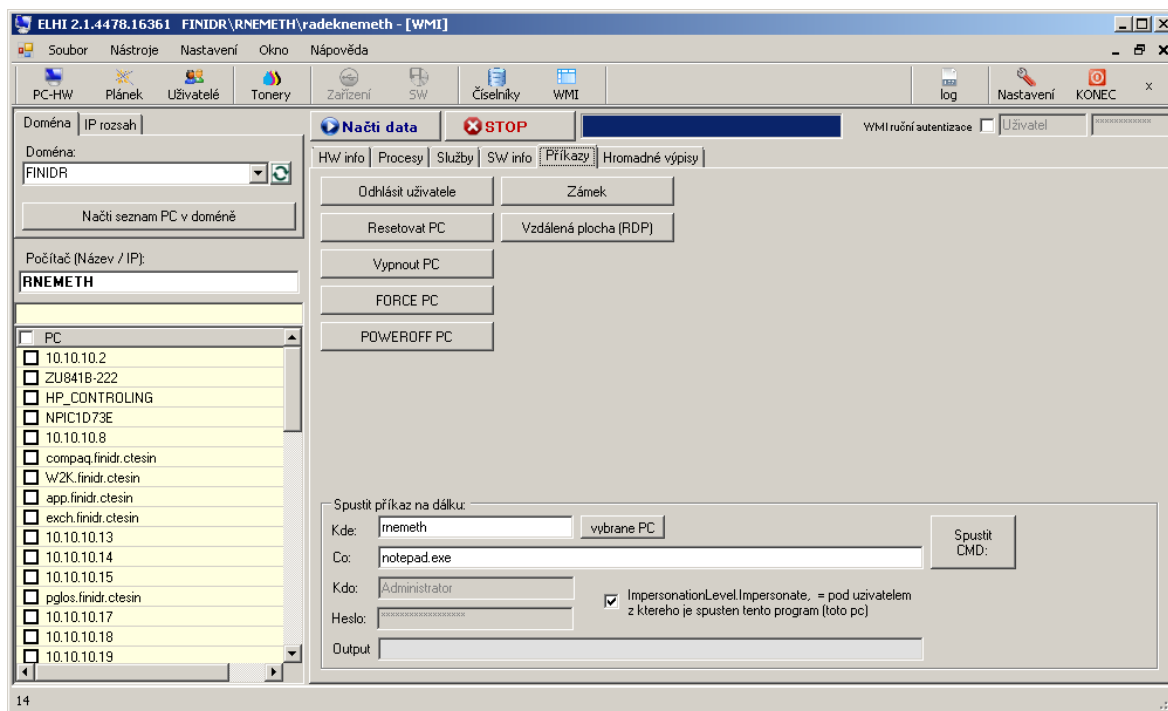 ELHI 2.1.4478.16361 FINIDR\RNEMETH\radeknemeth - [WMI]
Soubor Nástroje Nastavení Okno Nápověda
PC-HW Plánek Uživatelé Tonery Zařízení SW Číselníky WMI log Nastavení KONEC x
Doména IP rozsah
Načti data STOP WMI ruční autentizace Uživatel ************
Doména:
FINIDR
Načti seznam PC v doméně
Počítač (Název / IP):
RNEMETH
PC
10.10.10.2
ZU841B-222
HP_CONTROLING
NPIC1D73E
10.10.10.8
compaq.finidr.ctesin
W2K.finidr.ctesin
app.finidr.ctesin
exch.finidr.ctesin
10.10.10.13
10.10.10.14
10.10.10.15
pglos.finidr.ctesin
10.10.10.17
10.10.10.18
10.10.10.19
HW info Procesy Služby SW info Příkazy Hromadné výpisy
Odhlásit uživatele Zámek
Resetovat PC Vzdálená plocha (RDP)
Vypnout PC
FORCE PC
POWEROFF PC
Spustit příkaz na dálku:
Kde: rnemeth vybrane PC
Spustit
CMD:
Co: notepad.exe
Kdo: Administrator
ImpersonationLevel.Impersonate, = pod uzivatelem
z ktereho je spusten tento program (toto pc)
Heslo: *****************
Output
14